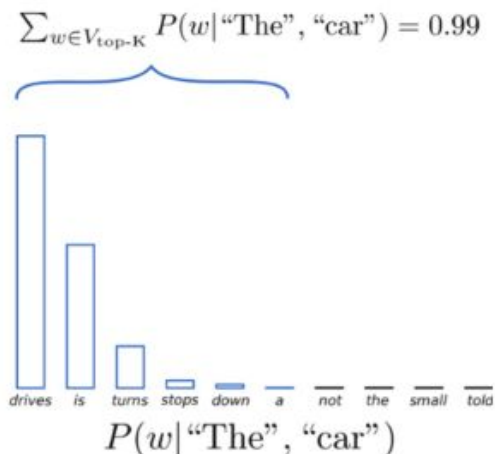 ∑w∈Vtop-K P(w|“The”, “car”) = 0.99
drives is turns stops down a not the small told
P(w|“The”, “car”)